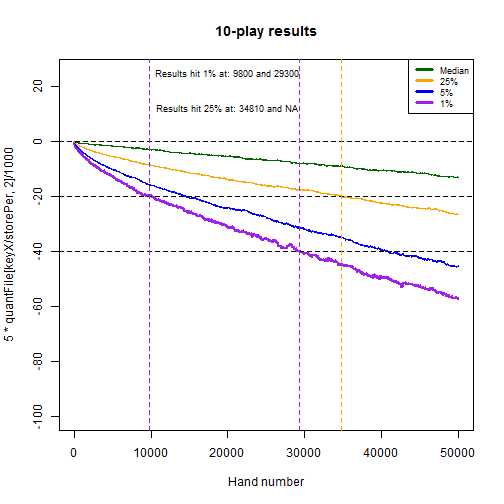 10-play results
Results hit 1% at: 9800 and 29300
Results hit 25% at: 34810 and NA
Median
25%
5%
1%
5 * quantFile[keyX/storePer, 2]/1000
20
0
-20
-40
-60
-80
-100
0
10000
20000
30000
40000
50000
Hand number